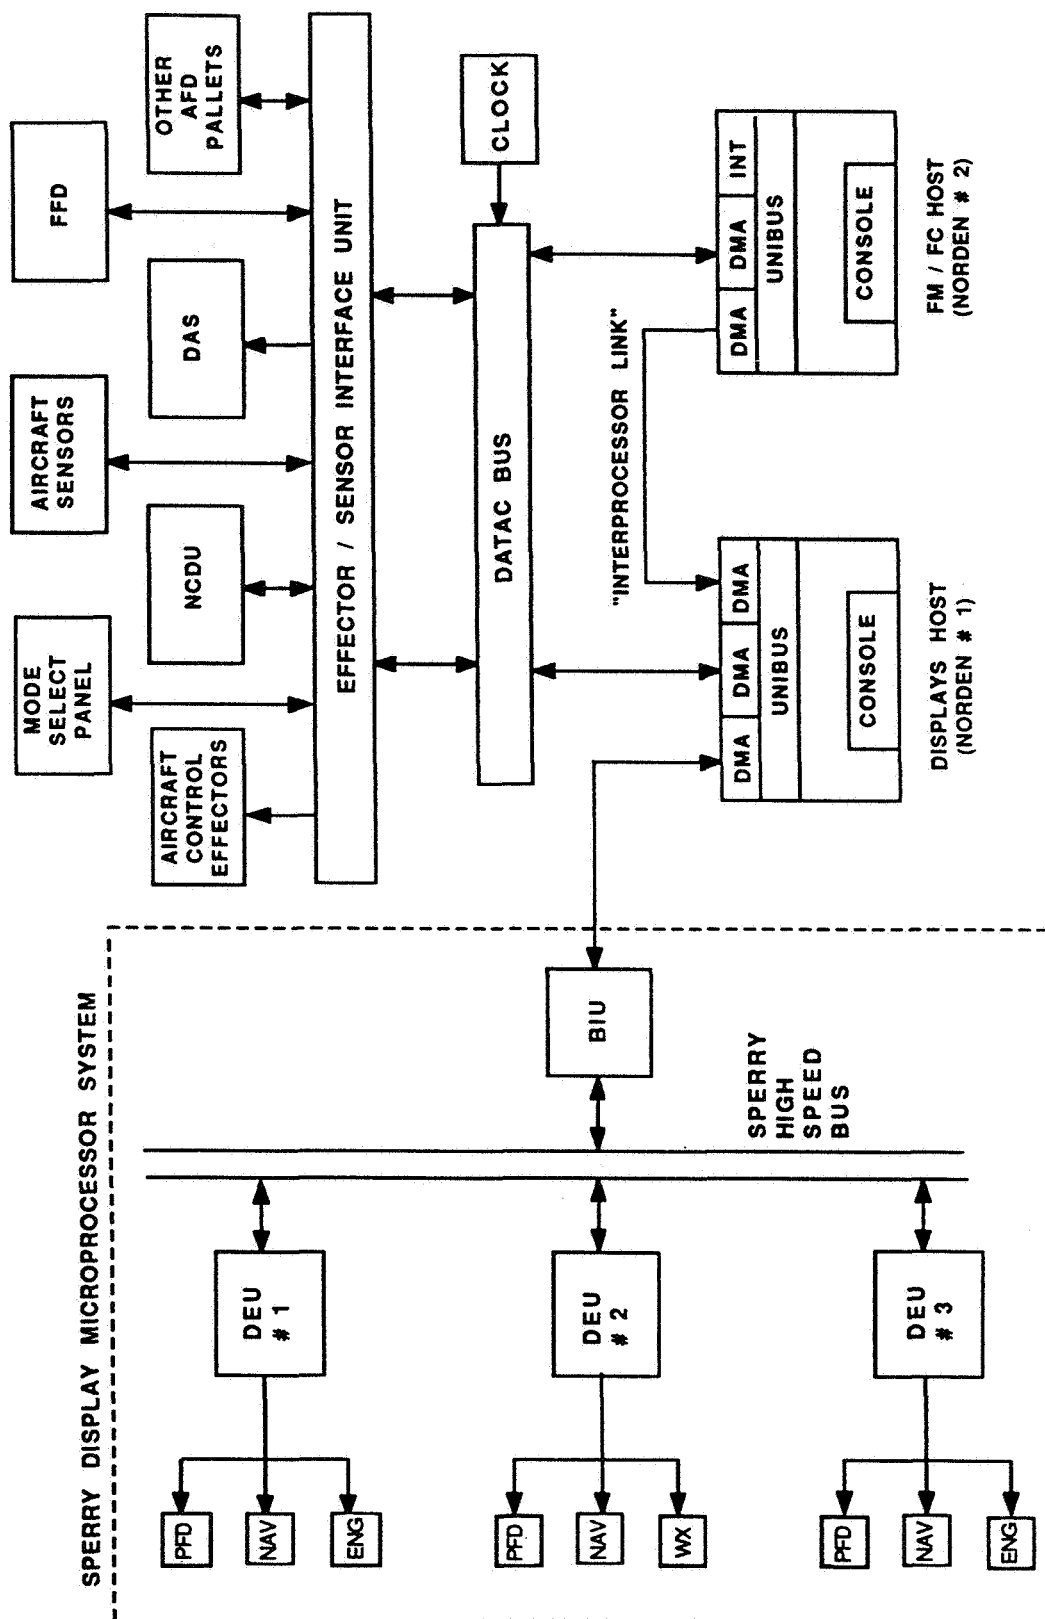 SPERRY DISPLAY MICROPROCESSOR SYSTEM
PFD
NAV
ENG
DEU
# 1
PFD
NAV
WX
DEU
# 2
PFD
NAV
ENG
DEU
# 3
SPERRY
HIGH
SPEED
BUS
BIU
MODE
SELECT
PANEL
AIRCRAFT
SENSORS
FFD
AIRCRAFT
CONTROL
EFFECTORS
NCDU
DAS
OTHER
AFD
PALLETS
EFFECTOR / SENSOR INTERFACE UNIT
DATAC BUS
CLOCK
"INTERPROCESSOR LINK"
DMA
DMA
DMA
UNIBUS
CONSOLE
DISPLAYS HOST
(NORDEN # 1)
DMA
DMA
INT
UNIBUS
CONSOLE
FM / FC HOST
(NORDEN # 2)